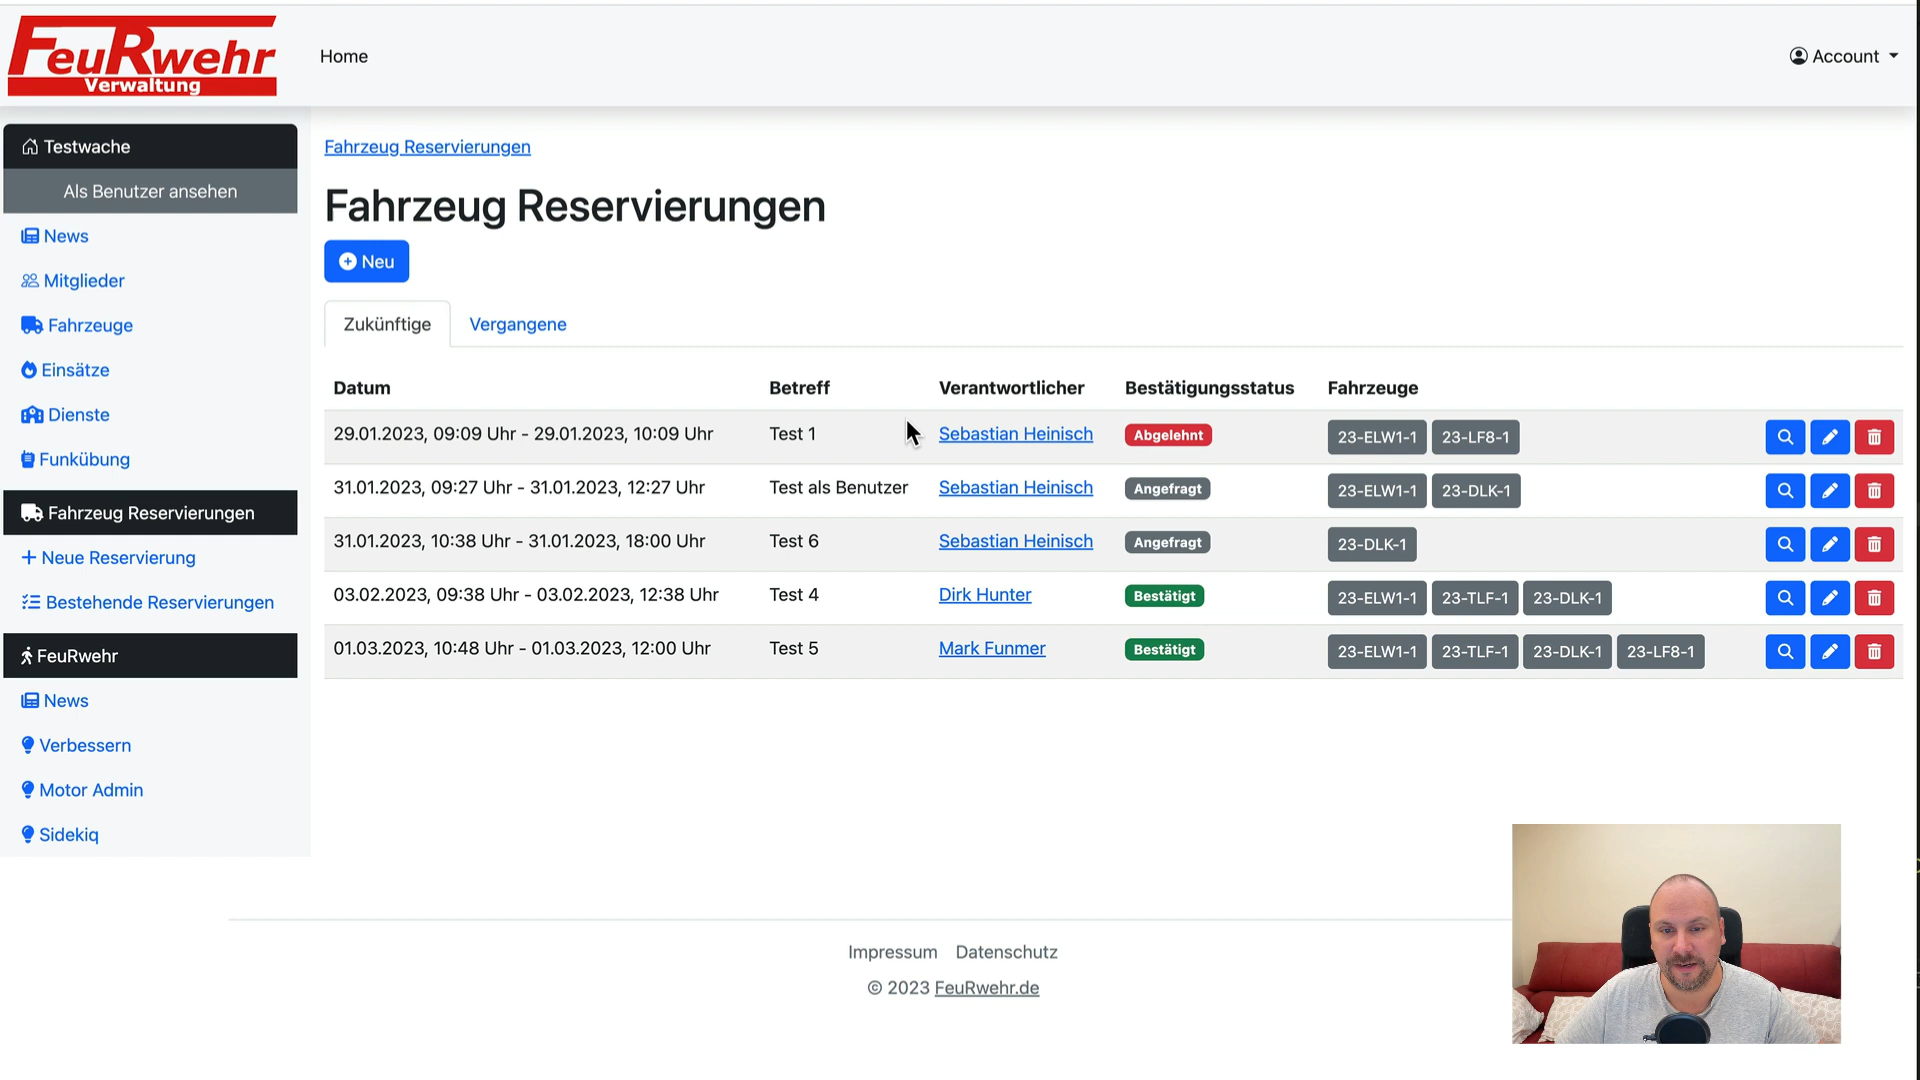 FeuRwehr
Verwaltung
Home
Account
Testwache
Als Benutzer ansehen
News
Mitglieder
Fahrzeuge
Einsätze
Dienste
Funkübung
Fahrzeug Reservierungen
Neue Reservierung
Bestehende Reservierungen
FeuRwehr
News
Verbessern
Motor Admin
Sidekiq
Fahrzeug Reservierungen
Fahrzeug Reservierungen
Neu
Zukünftige Vergangene
Datum Betreff Verantwortlicher Bestätigungsstatus Fahrzeuge
29.01.2023, 09:09 Uhr - 29.01.2023, 10:09 Uhr Test 1 Sebastian Heinisch Abgelehnt 23-ELW1-1 23-LF8-1
31.01.2023, 09:27 Uhr - 31.01.2023, 12:27 Uhr Test als Benutzer Sebastian Heinisch Angefragt 23-ELW1-1 23-DLK-1
31.01.2023, 10:38 Uhr - 31.01.2023, 18:00 Uhr Test 6 Sebastian Heinisch Angefragt 23-DLK-1
03.02.2023, 09:38 Uhr - 03.02.2023, 12:38 Uhr Test 4 Dirk Hunter Bestätigt 23-ELW1-1 23-TLF-1 23-DLK-1
01.03.2023, 10:48 Uhr - 01.03.2023, 12:00 Uhr Test 5 Mark Funmer Bestätigt 23-ELW1-1 23-TLF-1 23-DLK-1 23-LF8-1
Impressum Datenschutz
© 2023 FeuRwehr.de